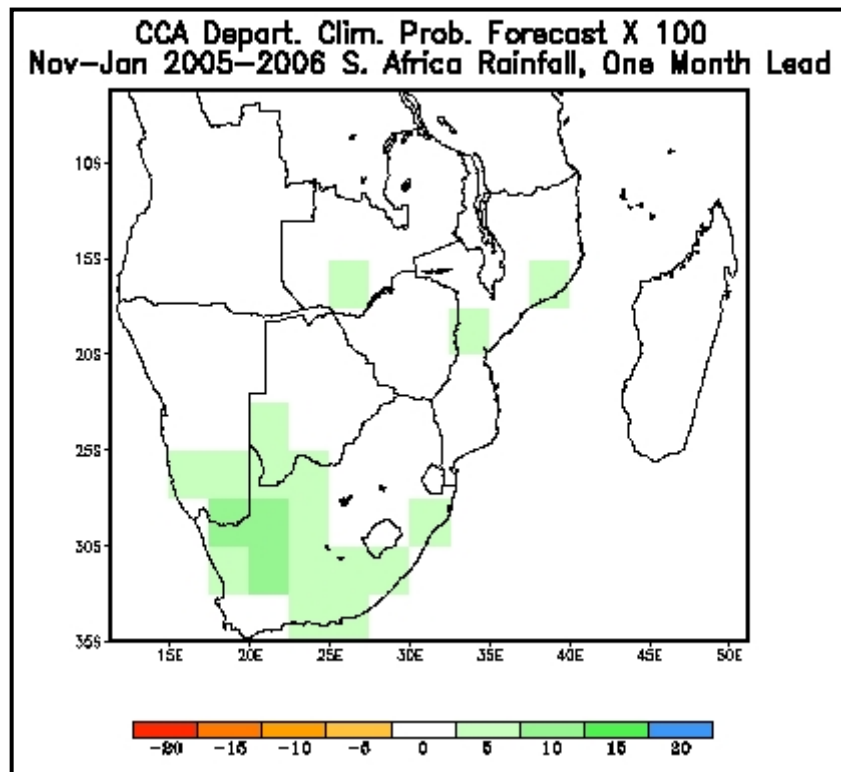 CCA Depart. Clim. Prob. Forecast X 100
Nov-Jan 2005-2006 S. Africa Rainfall, One Month Lead
10S
15S
20S
25S
30S
35S
15E 20E 25E 30E 35E 40E 45E 50E
-20 -15 -10 -5 0 5 10 15 20